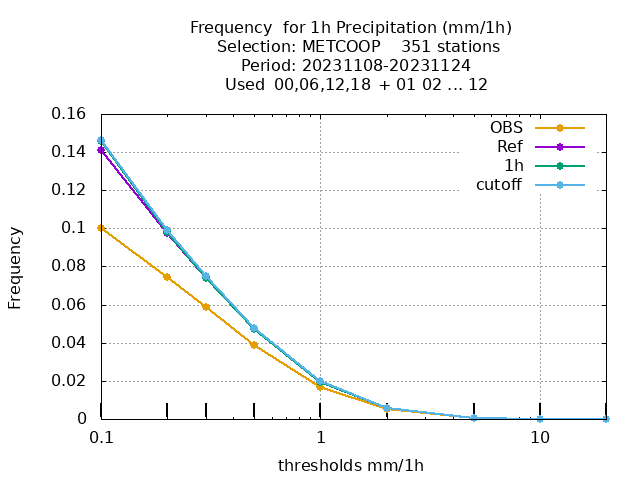 Frequency  for 1h Precipitation (mm/1h)
Selection: METCOOP    351 stations
Period: 20231108-20231124
Used  00,06,12,18  + 01 02 ... 12
OBS
Ref
1h
cutoff
0.16
0.14
0.12
0.1
0.08
0.06
0.04
0.02
0
Frequency
0.1
1
10
thresholds mm/1h